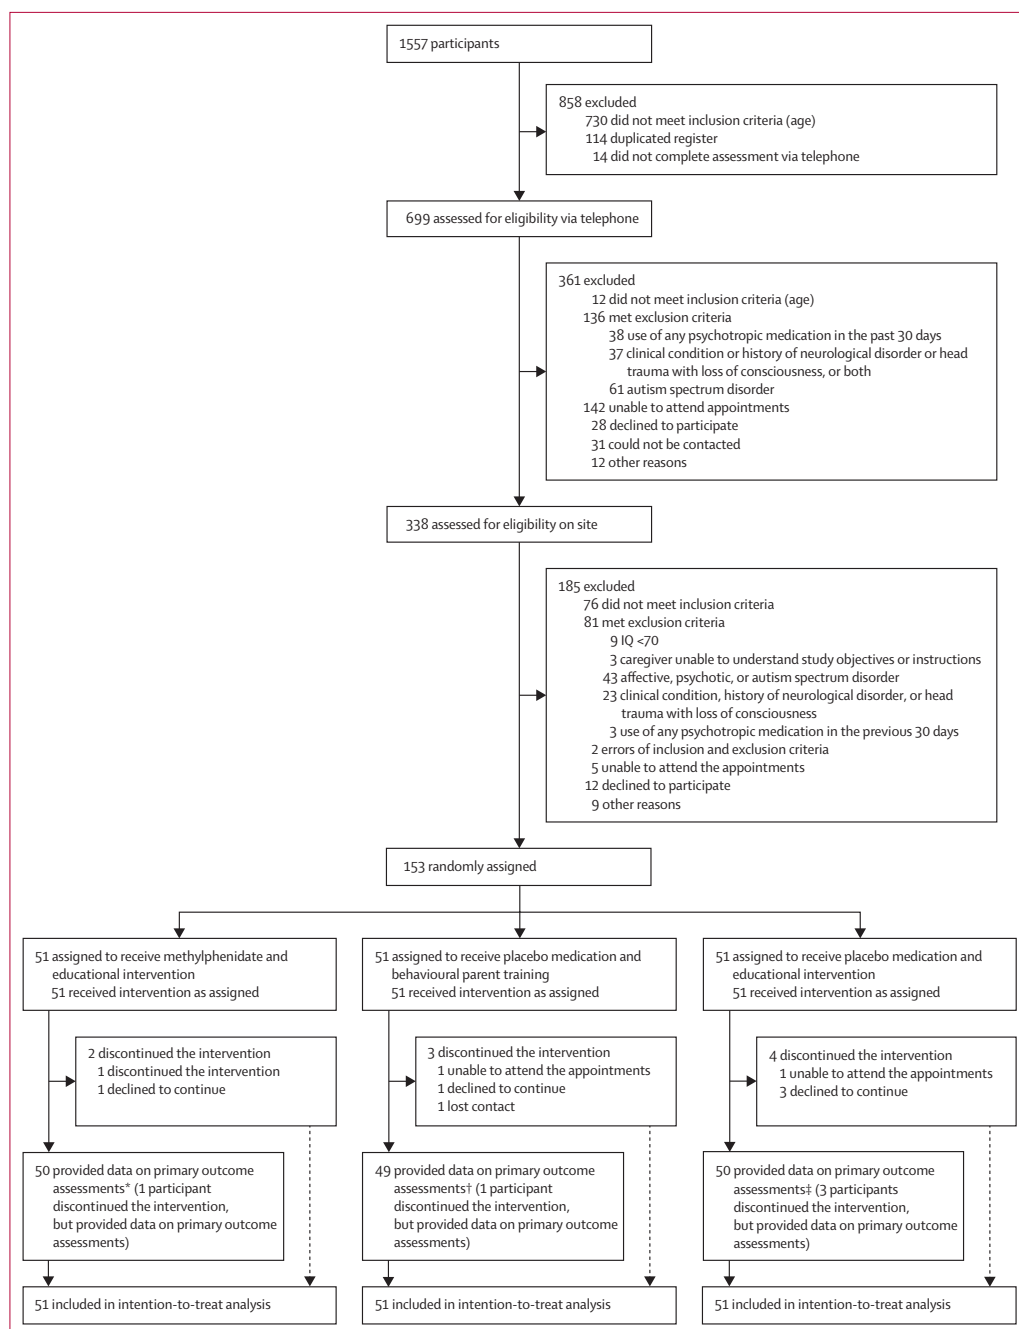 1557 participants
858 excluded
730 did not meet inclusion criteria (age)
114 duplicated register
14 did not complete assessment via telephone
699 assessed for eligibility via telephone
361 excluded
12 did not meet inclusion criteria (age)
136 met exclusion criteria
38 use of any psychotropic medication in the past 30 days
37 clinical condition or history of neurological disorder or head
trauma with loss of consciousness, or both
61 autism spectrum disorder
142 unable to attend appointments
28 declined to participate
31 could not be contacted
12 other reasons
338 assessed for eligibility on site
185 excluded
76 did not meet inclusion criteria
81 met exclusion criteria
9 IQ <70
3 caregiver unable to understand study objectives or instructions
43 affective, psychotic, or autism spectrum disorder
23 clinical condition, history of neurological disorder, or head
trauma with loss of consciousness
3 use of any psychotropic medication in the previous 30 days
2 errors of inclusion and exclusion criteria
5 unable to attend the appointments
12 declined to participate
9 other reasons
153 randomly assigned
51 assigned to receive methylphenidate and
educational intervention
51 received intervention as assigned
51 assigned to receive placebo medication and
behavioural parent training
51 received intervention as assigned
51 assigned to receive placebo medication and
educational intervention
51 received intervention as assigned
2 discontinued the intervention
1 discontinued the intervention
1 declined to continue
3 discontinued the intervention
1 unable to attend the appointments
1 declined to continue
1 lost contact
4 discontinued the intervention
1 unable to attend the appointments
3 declined to continue
50 provided data on primary outcome
assessments* (1 participant
discontinued the intervention,
but provided data on primary outcome
assessments)
49 provided data on primary outcome
assessments† (1 participant
discontinued the intervention,
but provided data on primary outcome
assessments)
50 provided data on primary outcome
assessments‡ (3 participants
discontinued the intervention,
but provided data on primary outcome
assessments)
51 included in intention-to-treat analysis
51 included in intention-to-treat analysis
51 included in intention-to-treat analysis